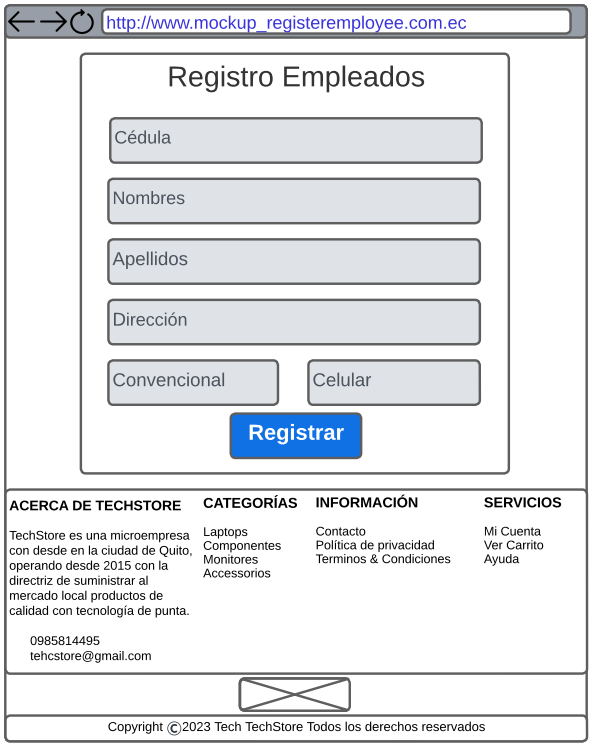 http://www.mockup_registeremployee.com.ec
Registro Empleados
Cédula
Nombres
Apellidos
Dirección
Convencional
Celular
Registrar
ACERCA DE TECHSTORE
TechStore es una microempresa
con desde en la ciudad de Quito,
operando desde 2015 con la
directriz de suministrar al
mercado local productos de
calidad con tecnología de punta.
0985814495
tehcstore@gmail.com
CATEGORÍAS
Laptops
Componentes
Monitores
Accessorios
INFORMACIÓN
Contacto
Política de privacidad
Terminos & Condiciones
SERVICIOS
Mi Cuenta
Ver Carrito
Ayuda
Copyright ©2023 Tech TechStore Todos los derechos reservados